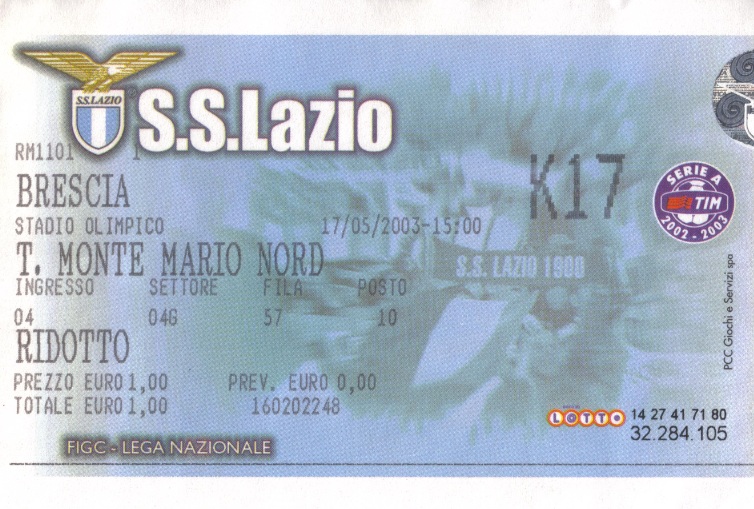 S.S.LAZIO
S.S.Lazio
RM1101 1
K17
BRESCIA
SERIE A
TIM
2002 - 2003
STADIO OLIMPICO 17/05/2003-15:00
T. MONTE MARIO NORD
S.S. LAZIO 1900
INGRESSO SETTORE FILA POSTO
04 04G 57 10
RIDOTTO
PREZZO EURO 1,00 PREV. EURO 0,00
TOTALE EURO 1,00 160202248
LOTTO 14 27 41 71 80
32.284.105
FIGC - LEGA NAZIONALE
PCC Giochi e Servizi spa